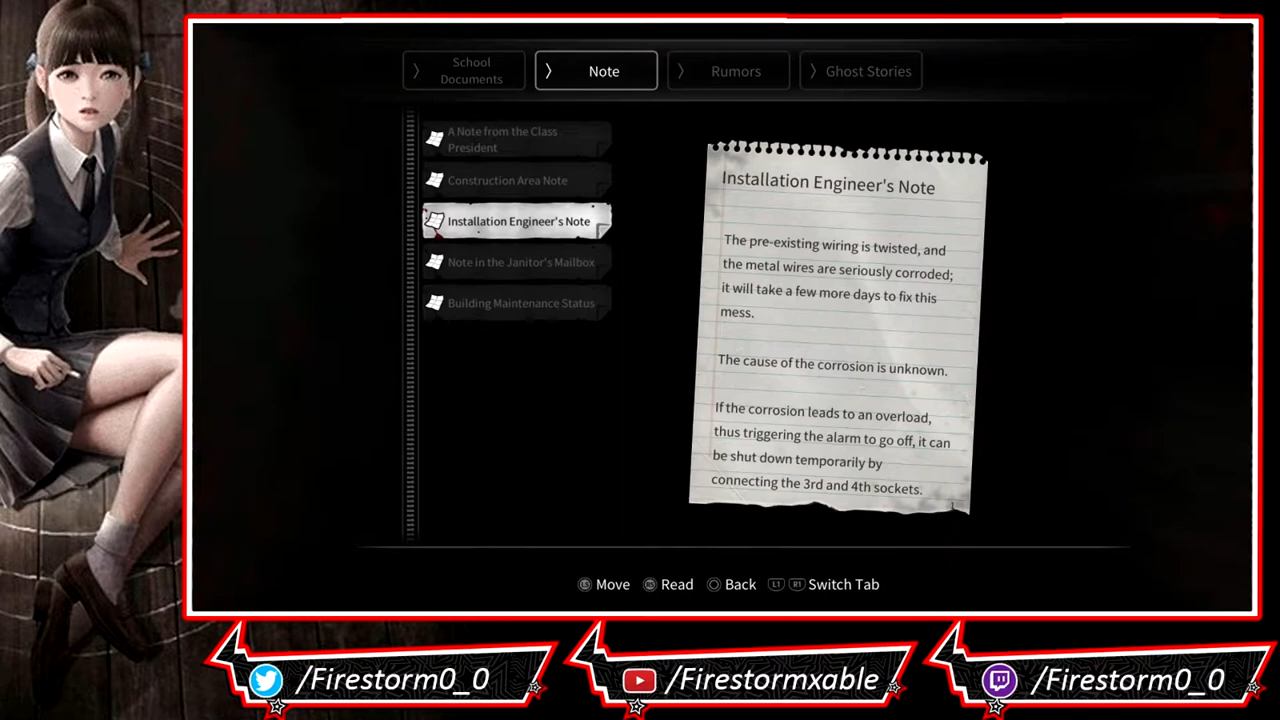 School
Documents
Note
Rumors
Ghost Stories
A Note from the Class
President
Construction Area Note
Installation Engineer's Note
Note in the Janitor's Mailbox
Building Maintenance Status
Installation Engineer's Note
The pre-existing wiring is twisted, and
the metal wires are seriously corroded;
it will take a few more days to fix this
mess.
The cause of the corrosion is unknown.
If the corrosion leads to an overload,
thus triggering the alarm to go off, it can
be shut down temporarily by
connecting the 3rd and 4th sockets.
Move
Read
Back
L1 R1 Switch Tab
/Firestorm0_0
/Firestormxable
/Firestorm0_0